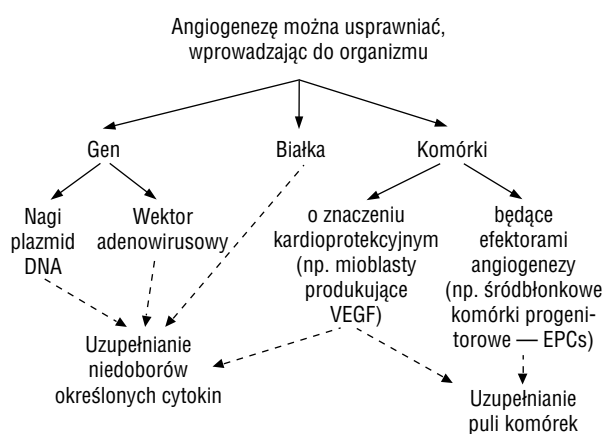 Angiogenezę można usprawniać,
wprowadzając do organizmu
Gen
Białka
Komórki
Nagi
plazmid
DNA
Wektor
adenowirusowy
o znaczeniu
kardioprotekcyjnym
(np. mioblasty
produkujące
VEGF)
będące
efektorami
angiogenezy
(np. śródbłonkowe
komórki progeni-
torowe — EPCs)
Uzupełnianie
niedoborów
określonych cytokin
Uzupełnianie
puli komórek